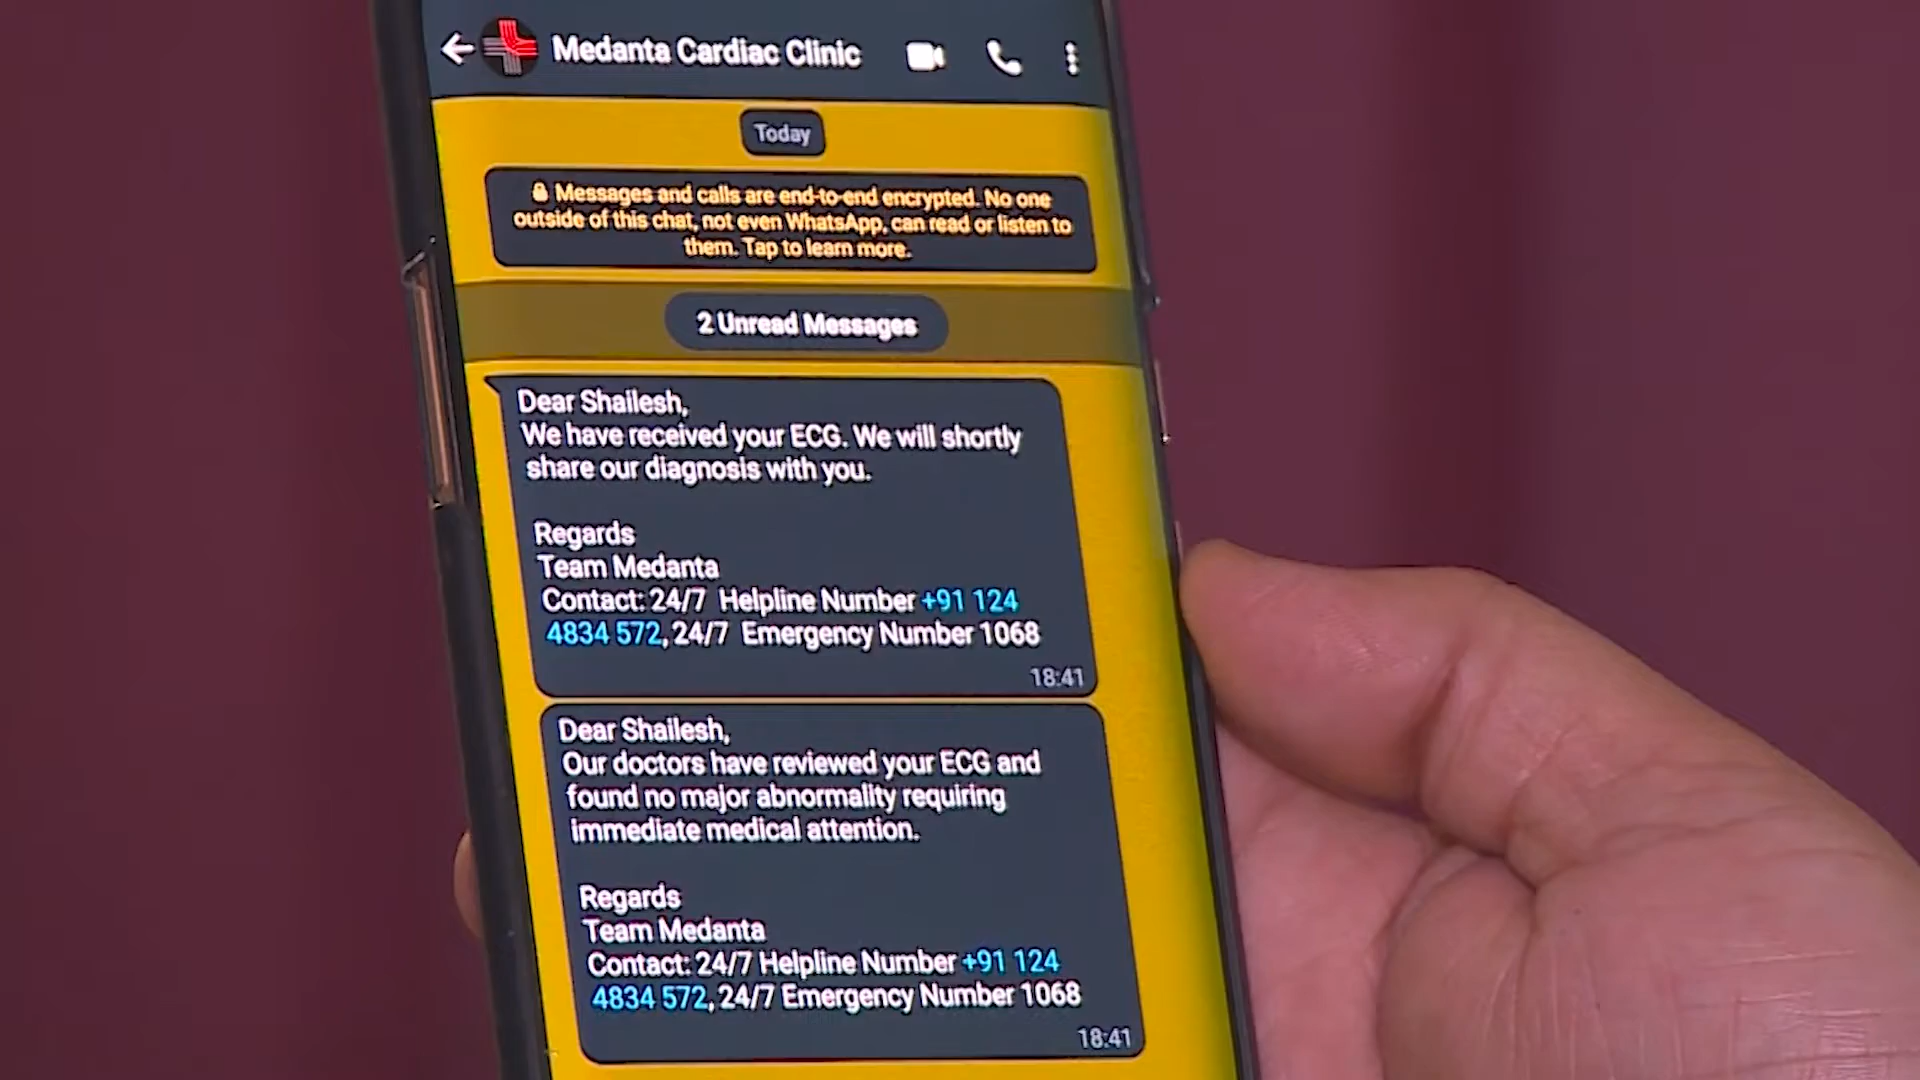 Medanta Cardiac Clinic
Today
Messages and calls are end-to-end encrypted. No one
outside of this chat, not even WhatsApp, can read or listen to
them. Tap to learn more.
2 Unread Messages
Dear Shailesh,
We have received your ECG. We will shortly
share our diagnosis with you.
Regards
Team Medanta
Contact: 24/7 Helpline Number +91 124
4834 572, 24/7 Emergency Number 1068
18:41
Dear Shailesh,
Our doctors have reviewed your ECG and
found no major abnormality requiring
immediate medical attention.
Regards
Team Medanta
Contact: 24/7 Helpline Number +91 124
4834 572, 24/7 Emergency Number 1068
18:41